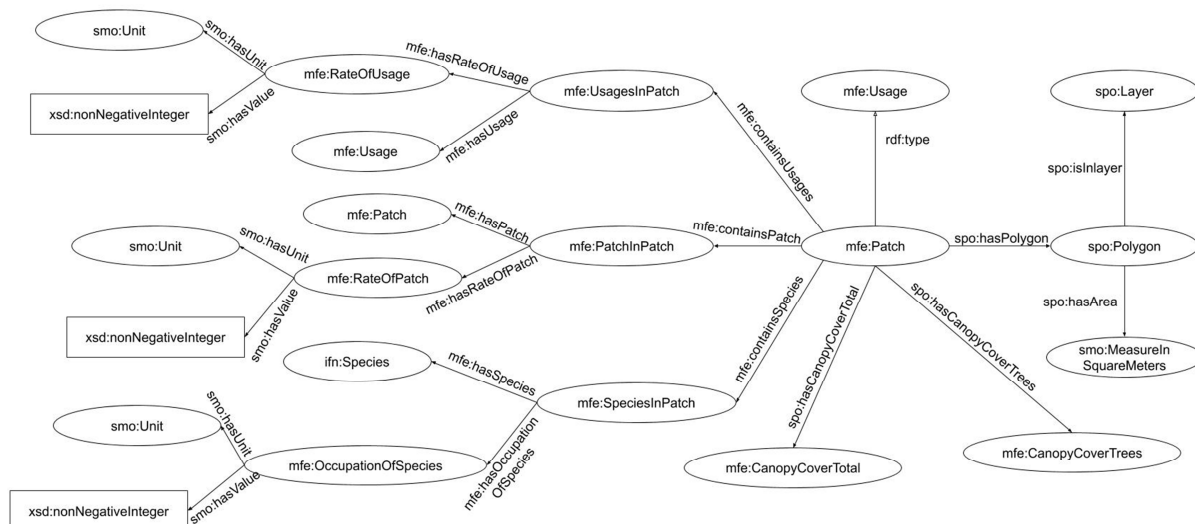 smo:Unit
smo:hasUnit
mfe:RateOfUsage
mfe:hasRateOfUsage
mfe:UsagesInPatch
mfe:Usage
spo:Layer
xsd:nonNegativeInteger
smo:hasValue
mfe:hasUsage
mfe:Usage
mfe:containsUsages
rdf:type
spo:isInlayer
mfe:Patch
mfe:hasPatch
smo:Unit
smo:hasUnit
mfe:RateOfPatch
mfe:hasRateOfPatch
mfe:PatchInPatch
mfe:containsPatch
mfe:Patch
spo:hasPolygon
spo:Polygon
xsd:nonNegativeInteger
smo:hasValue
mfe:containsSpecies
spo:hasCanopyCoverTotal
spo:hasCanopyCoverTrees
spo:hasArea
smo:MeasureIn
SquareMeters
ifn:Species
mfe:hasSpecies
mfe:SpeciesInPatch
smo:Unit
smo:hasUnit
mfe:OccupationOfSpecies
mfe:hasOccupation
OfSpecies
mfe:CanopyCoverTotal
mfe:CanopyCoverTrees
xsd:nonNegativeInteger
smo:hasValue